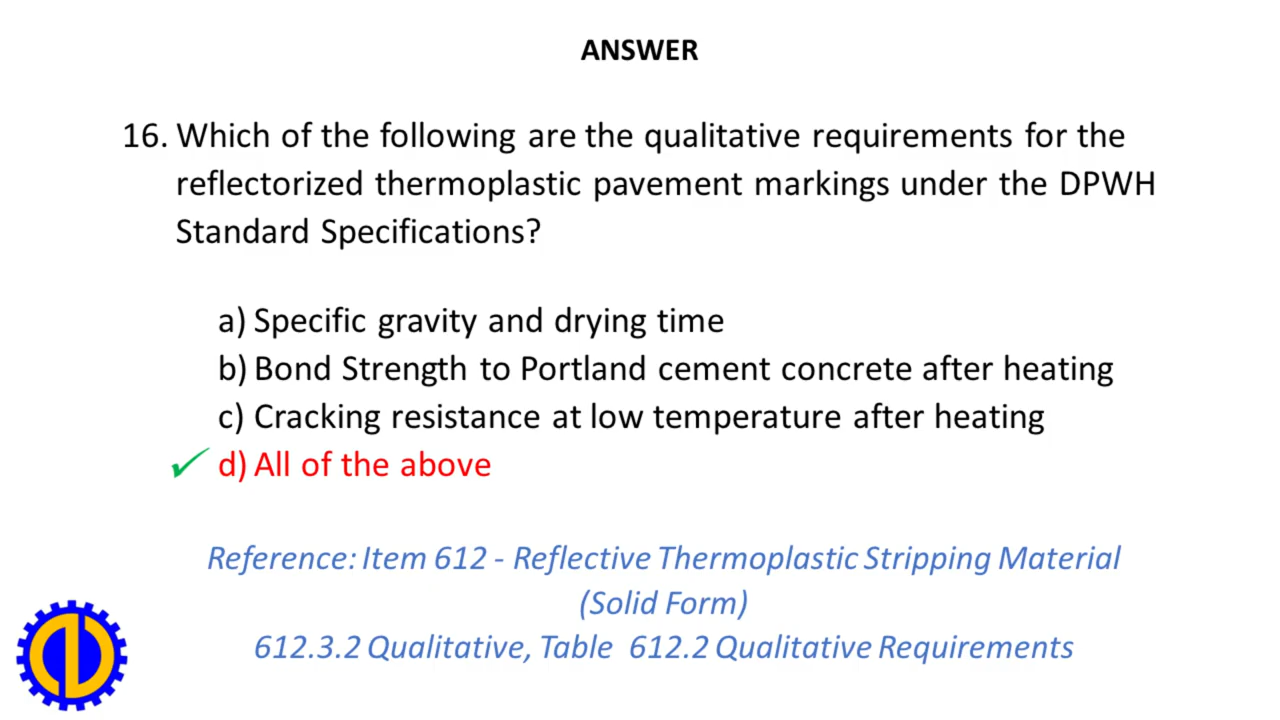 ANSWER
16. Which of the following are the qualitative requirements for the
reflectorized thermoplastic pavement markings under the DPWH
Standard Specifications?
a) Specific gravity and drying time
b) Bond Strength to Portland cement concrete after heating
c) Cracking resistance at low temperature after heating
d) All of the above
Reference: Item 612 - Reflective Thermoplastic Stripping Material
(Solid Form)
612.3.2 Qualitative, Table 612.2 Qualitative Requirements